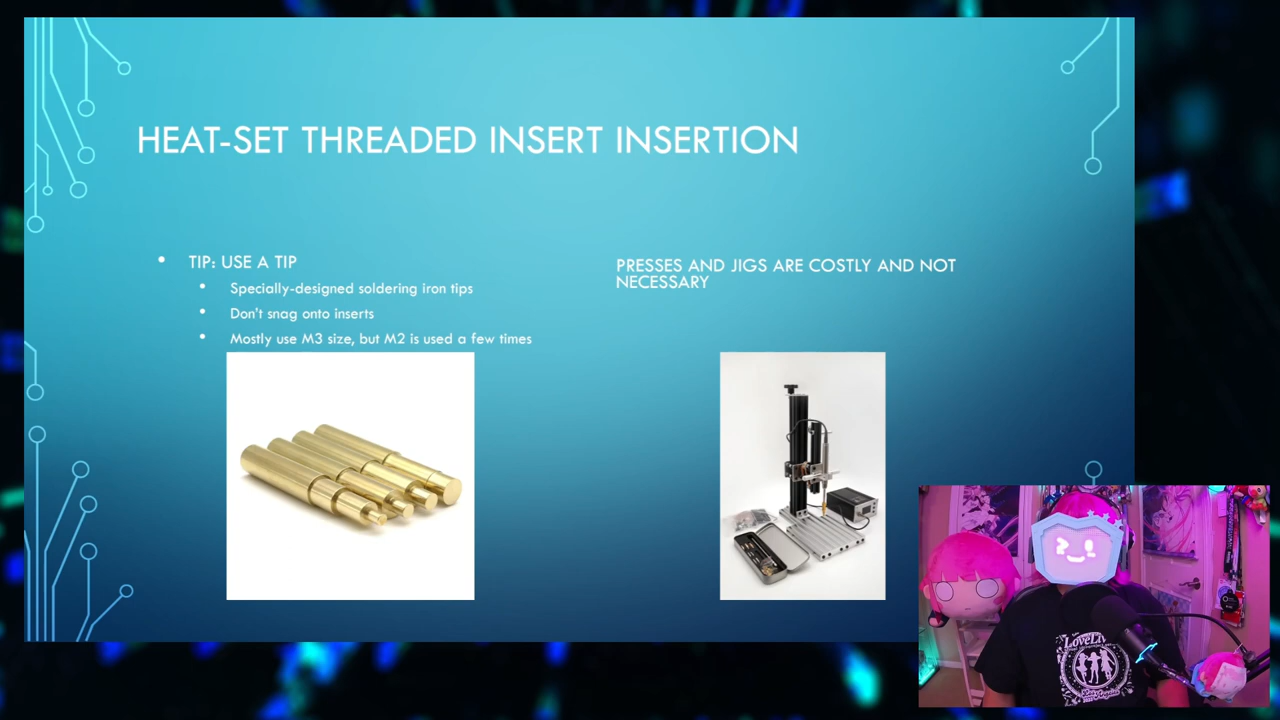 HEAT-SET THREADED INSERT INSERTION
TIP: USE A TIP
Specially-designed soldering iron tips
Don't snag onto inserts
Mostly use M3 size, but M2 is used a few times
PRESSES AND JIGS ARE COSTLY AND NOT
NECESSARY